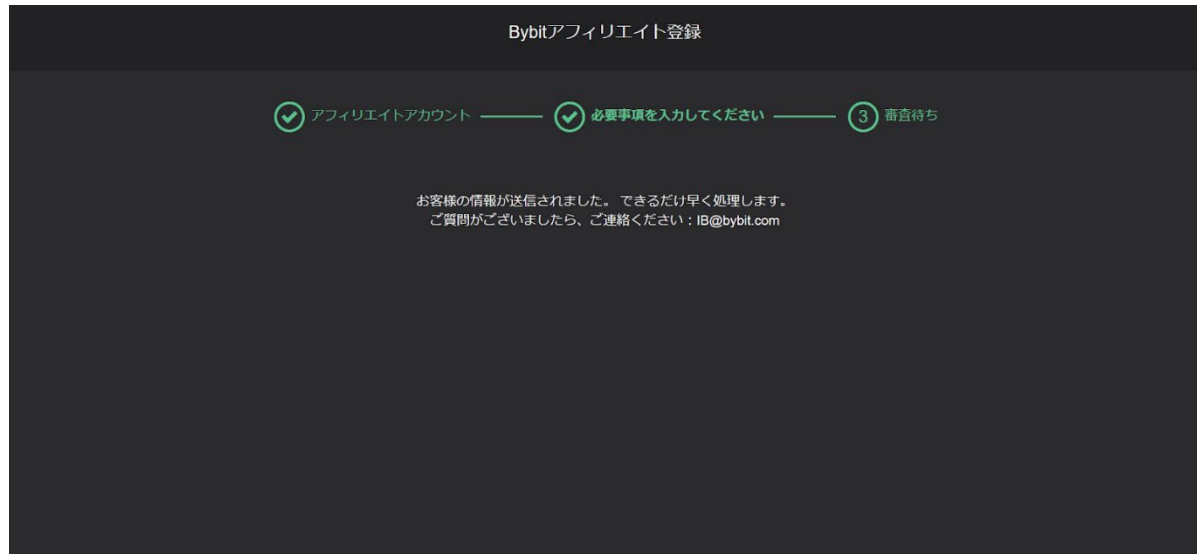 Bybitアフィリエイト登録
アフィリエイトアカウント 必要事項を入力してください 3 審査待ち
お客様の情報が送信されました。 できるだけ早く処理します。
ご質問がございましたら、ご連絡ください：IB@bybit.com